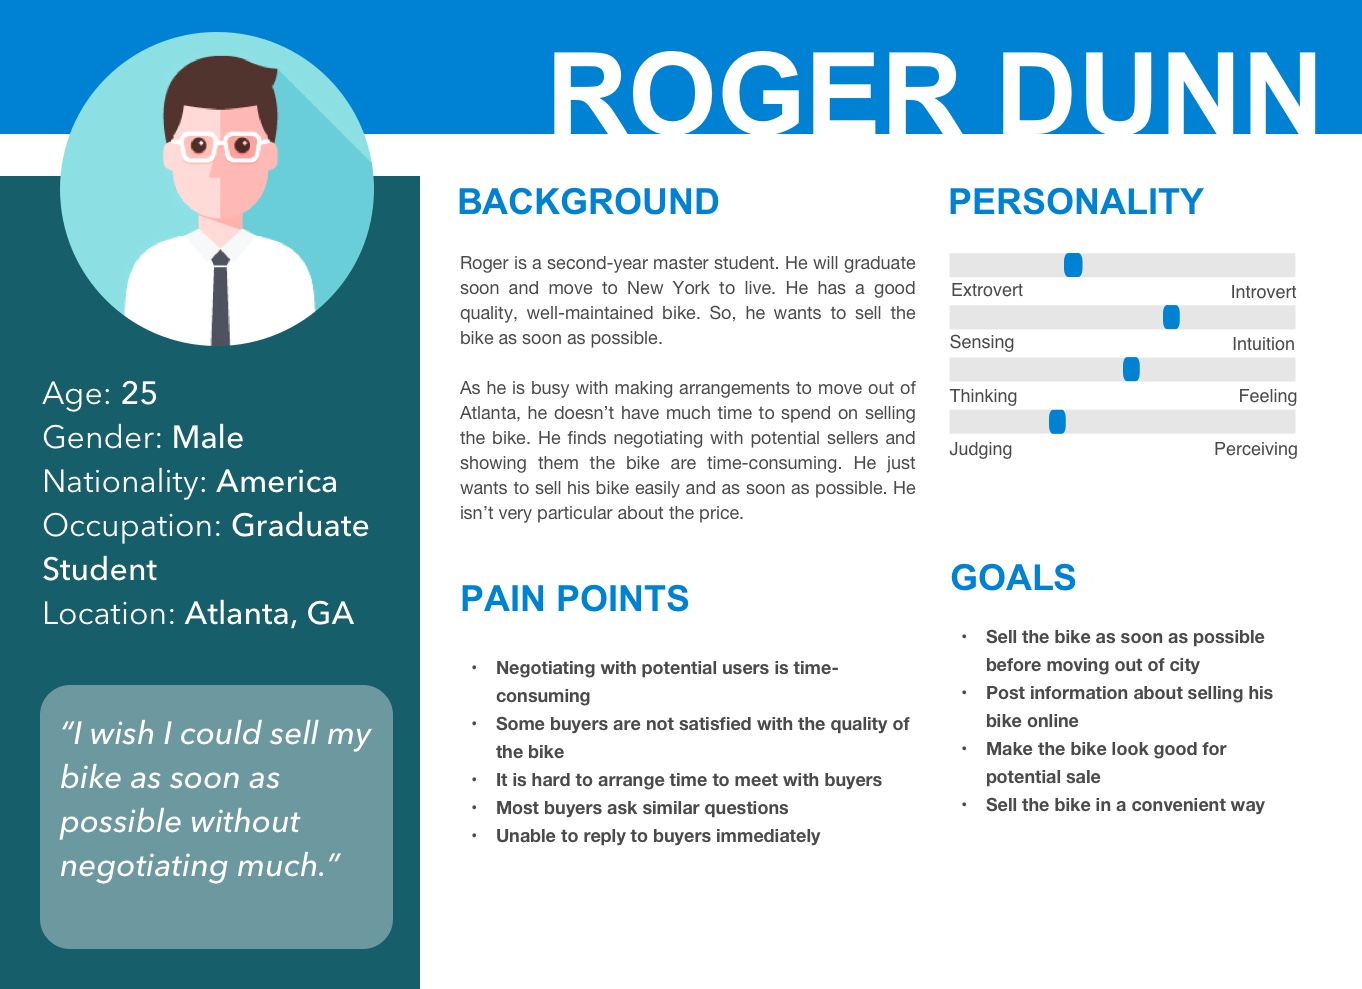 ROGER DUNN
Age: 25
Gender: Male
Nationality: America
Occupation: Graduate
Student
Location: Atlanta, GA
“I wish I could sell my
bike as soon as
possible without
negotiating much.”
BACKGROUND
Roger is a second-year master student. He will graduate
soon and move to New York to live. He has a good
quality, well-maintained bike. So, he wants to sell the
bike as soon as possible.
As he is busy with making arrangements to move out of
Atlanta, he doesn’t have much time to spend on selling
the bike. He finds negotiating with potential sellers and
showing them the bike are time-consuming. He just
wants to sell his bike easily and as soon as possible. He
isn’t very particular about the price.
PAIN POINTS
• Negotiating with potential users is time-
consuming
• Some buyers are not satisfied with the quality of
the bike
• It is hard to arrange time to meet with buyers
• Most buyers ask similar questions
• Unable to reply to buyers immediately
PERSONALITY
Extrovert Introvert
Sensing Intuition
Thinking Feeling
Judging Perceiving
GOALS
• Sell the bike as soon as possible
before moving out of city
• Post information about selling his
bike online
• Make the bike look good for
potential sale
• Sell the bike in a convenient way